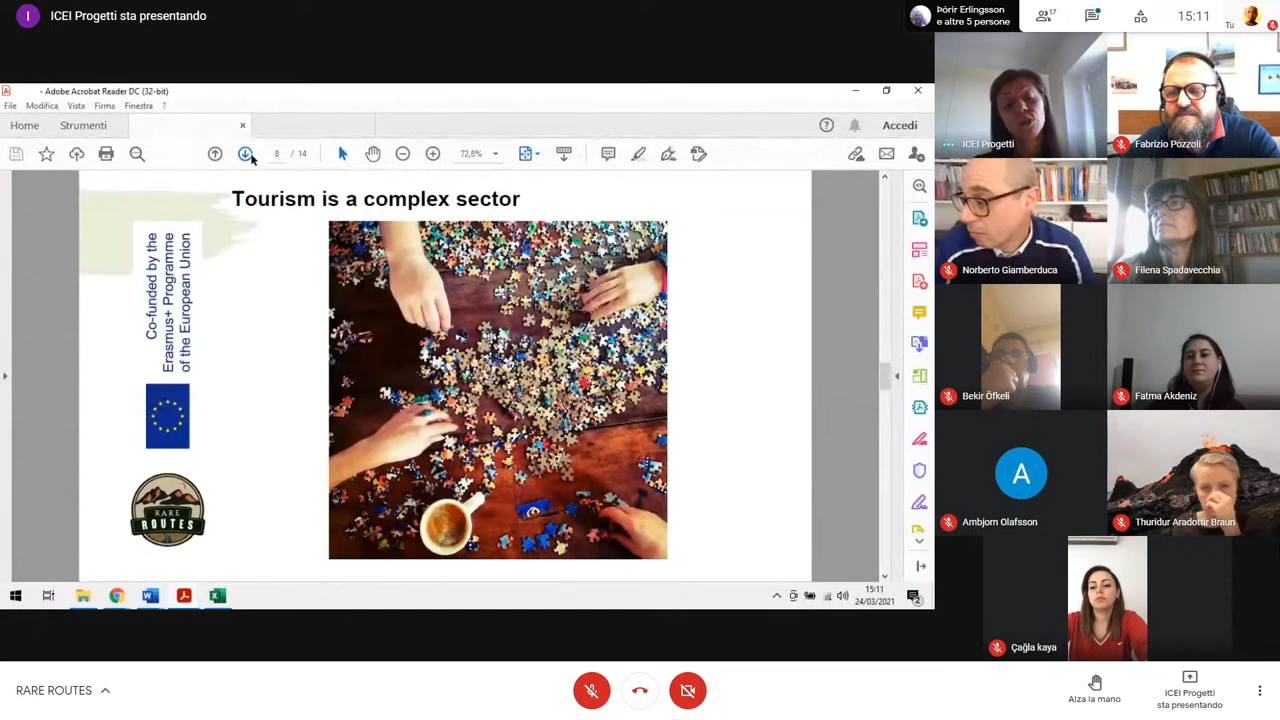 I
ICEI Progetti sta presentando
Þórir Erlingsson
e altre 5 persone
17
15:11
Tu
- Adobe Acrobat Reader DC (32-bit)
File Modifica Vista Firma Finestra ?
Home Strumenti
Accedi
8 / 14
72,8%
Tourism is a complex sector
Co-funded by the
Erasmus+ Programme
of the European Union
RARE
ROUTES
15:11
24/03/2021
2
ICEI Progetti
Fabrizio Pozzoli
Norberto Giamberduca
Filena Spadavecchia
Bekir Öfkeli
Fatma Akdeniz
A
Arnbjorn Olafsson
Thuridur Aradottir Braun
Çağla kaya
RARE ROUTES
Alza la mano
ICEI Progetti
sta presentando